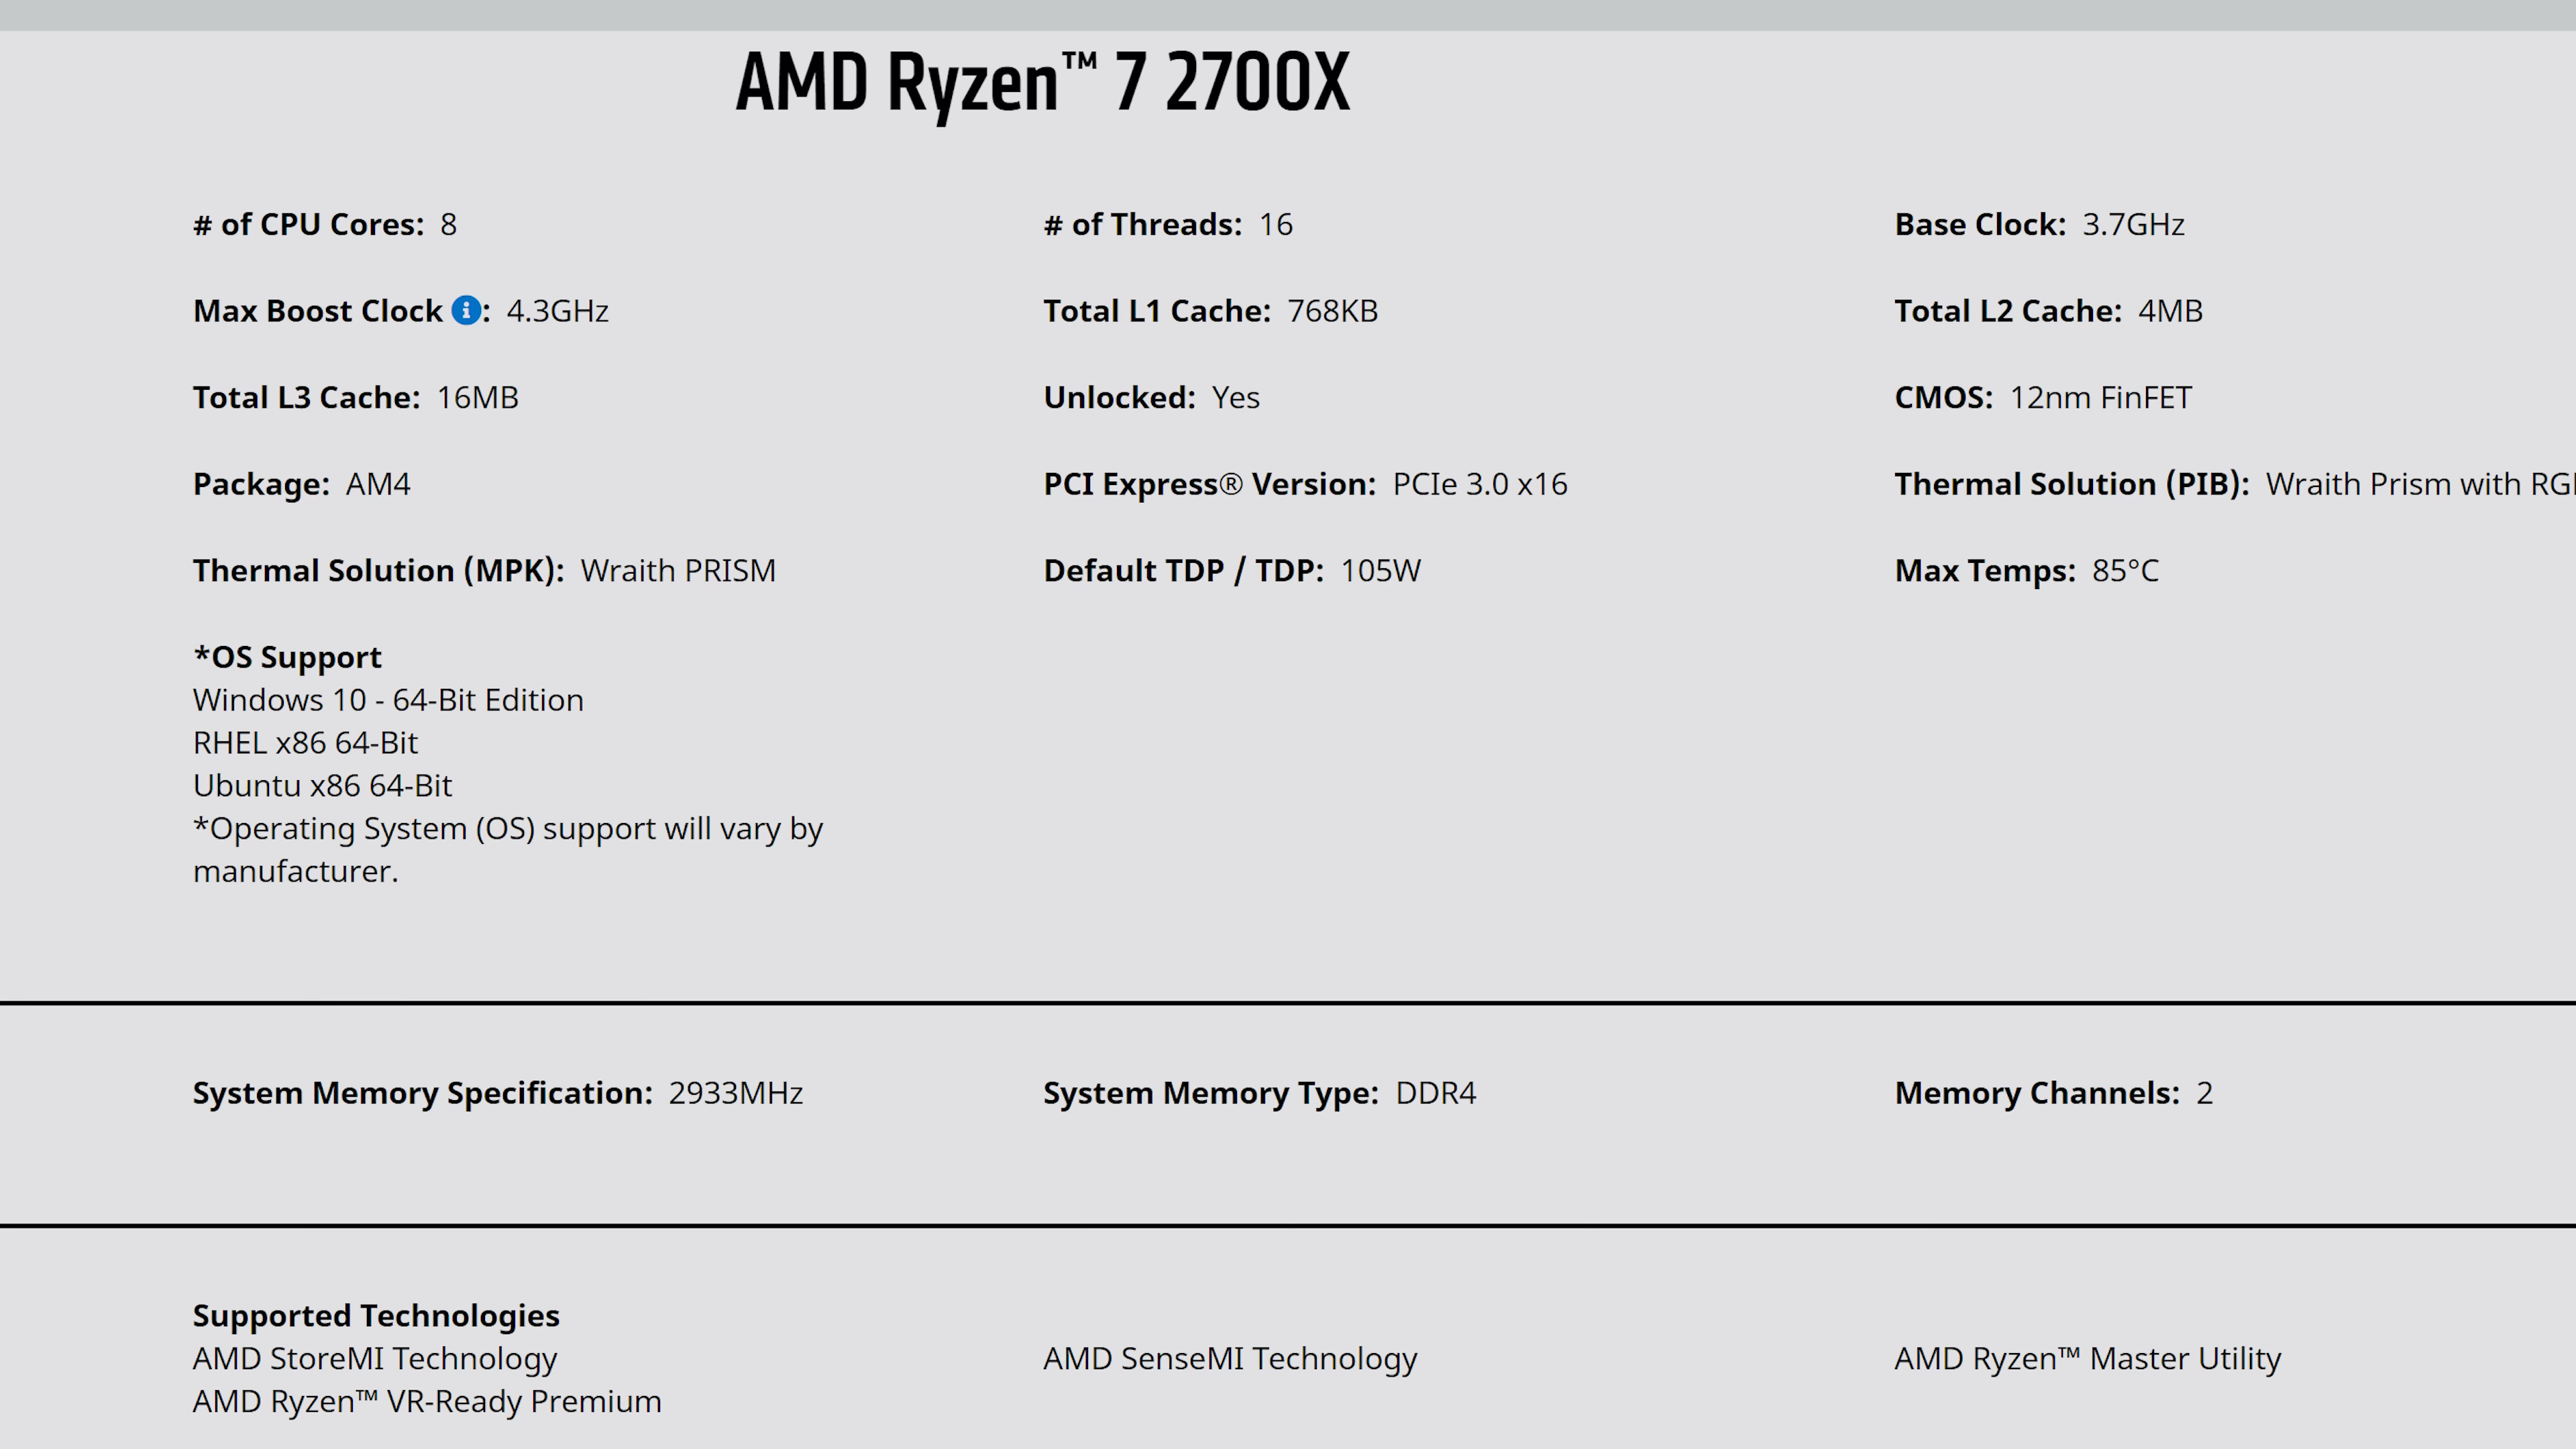 AMD Ryzen™ 7 2700X
# of CPU Cores: 8
# of Threads: 16
Base Clock: 3.7GHz
Max Boost Clock i: 4.3GHz
Total L1 Cache: 768KB
Total L2 Cache: 4MB
Total L3 Cache: 16MB
Unlocked: Yes
CMOS: 12nm FinFET
Package: AM4
PCI Express® Version: PCIe 3.0 x16
Thermal Solution (PIB): Wraith Prism with
Thermal Solution (MPK): Wraith PRISM
Default TDP / TDP: 105W
Max Temps: 85°C
*OS Support
Windows 10 - 64-Bit Edition
RHEL x86 64-Bit
Ubuntu x86 64-Bit
*Operating System (OS) support will vary by
manufacturer.
System Memory Specification: 2933MHz
System Memory Type: DDR4
Memory Channels: 2
Supported Technologies
AMD StoreMI Technology
AMD SenseMI Technology
AMD Ryzen™ Master Utility
AMD Ryzen™ VR-Ready Premium